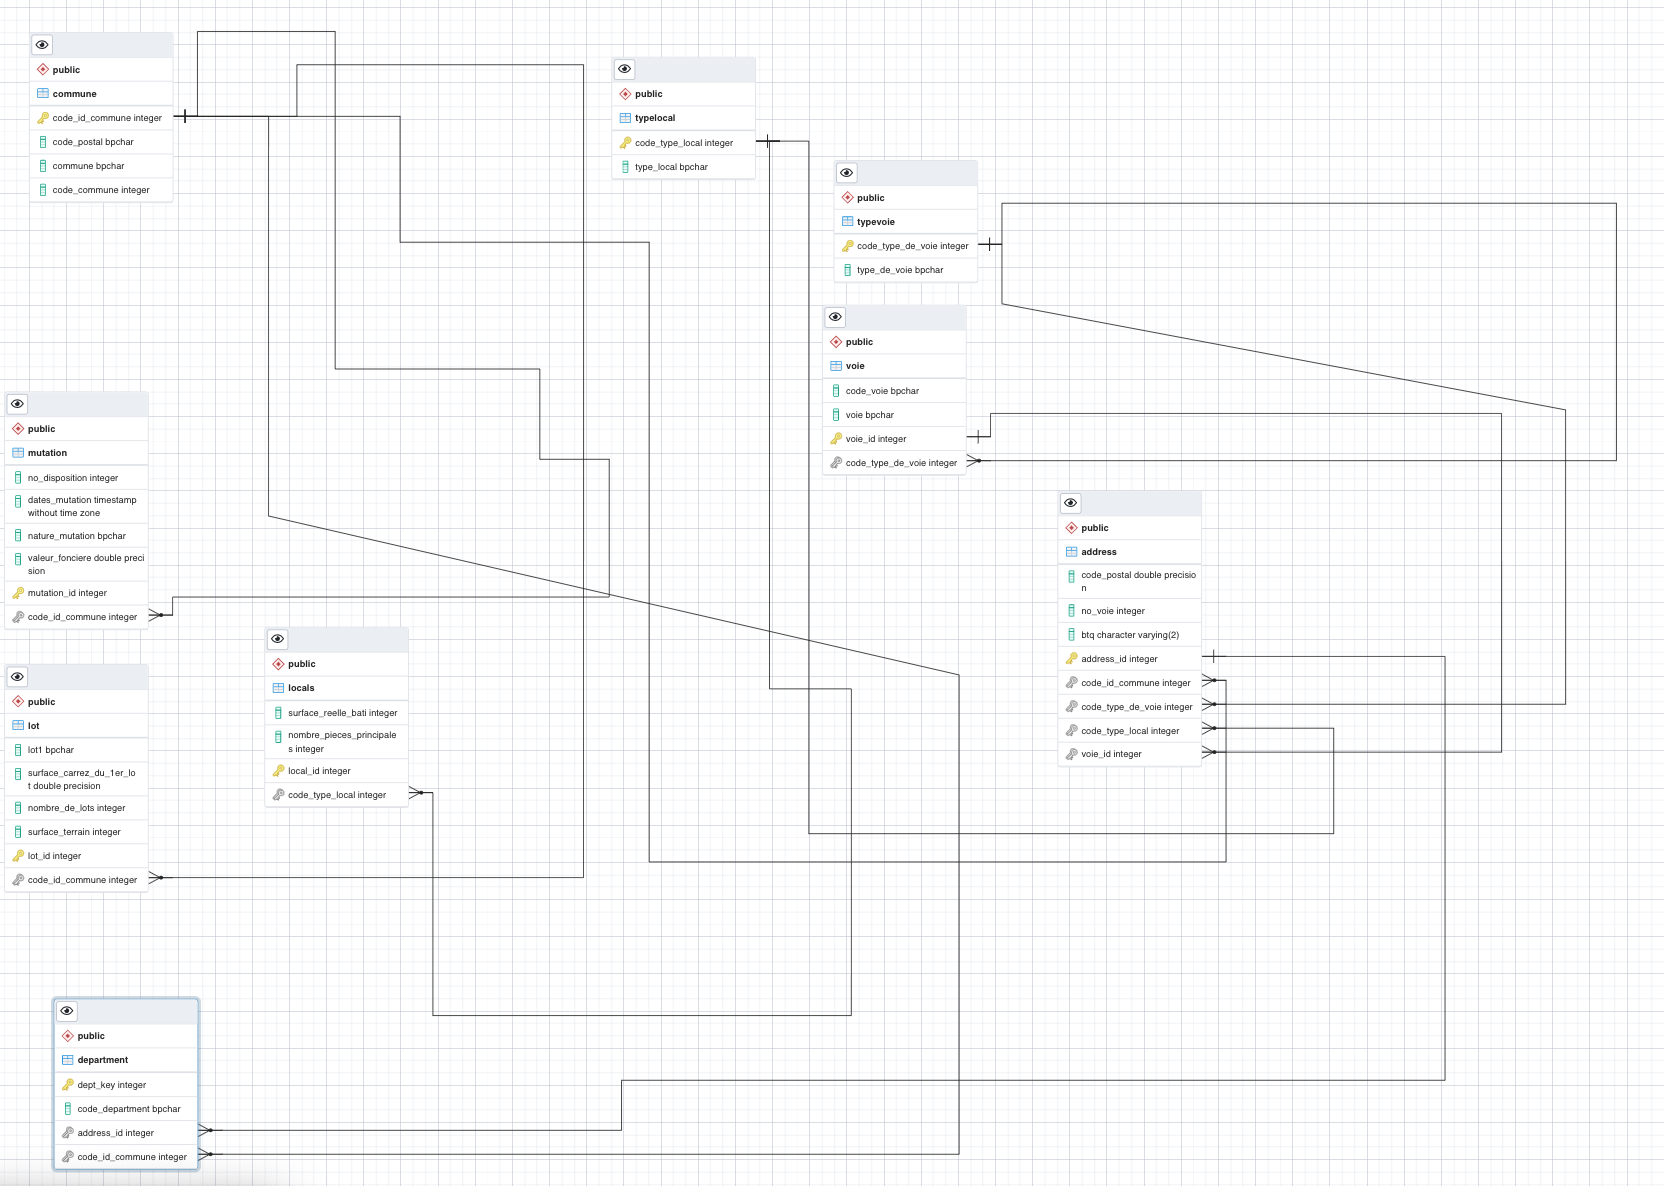 public
commune
code_id_commune integer
code_postal bpchar
commune bpchar
code_commune integer
public
typelocal
code_type_local integer
type_local bpchar
public
typevoie
code_type_de_voie integer
type_de_voie bpchar
public
voie
code_voie bpchar
voie bpchar
voie_id integer
code_type_de_voie integer
public
mutation
no_disposition integer
dates_mutation timestamp
without time zone
nature_mutation bpchar
valeur_fonciere double preci
sion
mutation_id integer
code_id_commune integer
public
address
code_postal double precisio
n
no_voie integer
btq character varying(2)
address_id integer
code_id_commune integer
code_type_de_voie integer
code_type_local integer
voie_id integer
public
locals
surface_reelle_bati integer
nombre_pieces_principale
s integer
local_id integer
code_type_local integer
public
lot
lot1 bpchar
surface_carrez_du_1er_lo
t double precision
nombre_de_lots integer
surface_terrain integer
lot_id integer
code_id_commune integer
public
department
dept_key integer
code_department bpchar
address_id integer
code_id_commune integer